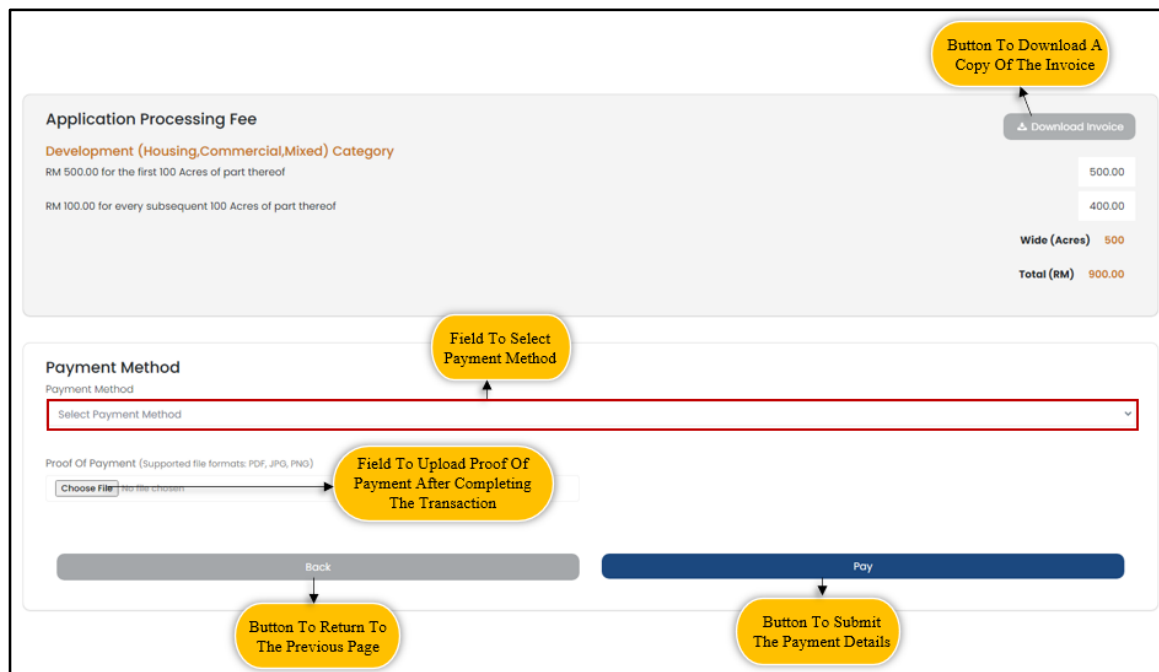 Button To Download A
Copy Of The Invoice
Application Processing Fee
Download Invoice
Development (Housing,Commercial,Mixed) Category
RM 500.00 for the first 100 Acres of part thereof
500.00
RM 100.00 for every subsequent 100 Acres of part thereof
400.00
Wide (Acres) 500
Total (RM) 900.00
Field To Select
Payment Method
Payment Method
Payment Method
Select Payment Method
Proof Of Payment (Supported file formats: PDF, JPG, PNG)
Choose File No file chosen
Field To Upload Proof Of
Payment After Completing
The Transaction
Back
Pay
Button To Return To
The Previous Page
Button To Submit
The Payment Details